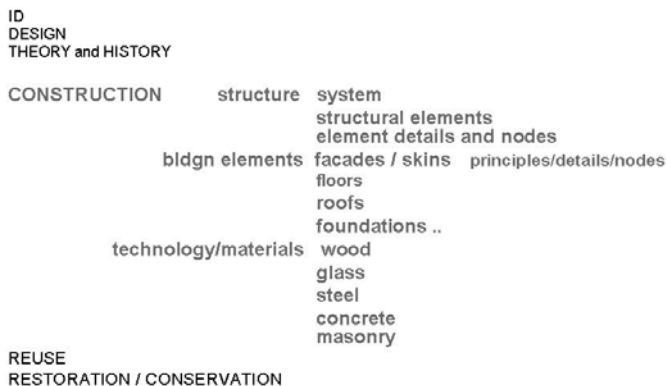 ID
DESIGN
THEORY and HISTORY
CONSTRUCTION structure system
structural elements
element details and nodes
bldgn elements facades / skins principles/details/nodes
floors
roofs
foundations ..
technology/materials wood
glass
steel
concrete
masonry
REUSE
RESTORATION / CONSERVATION